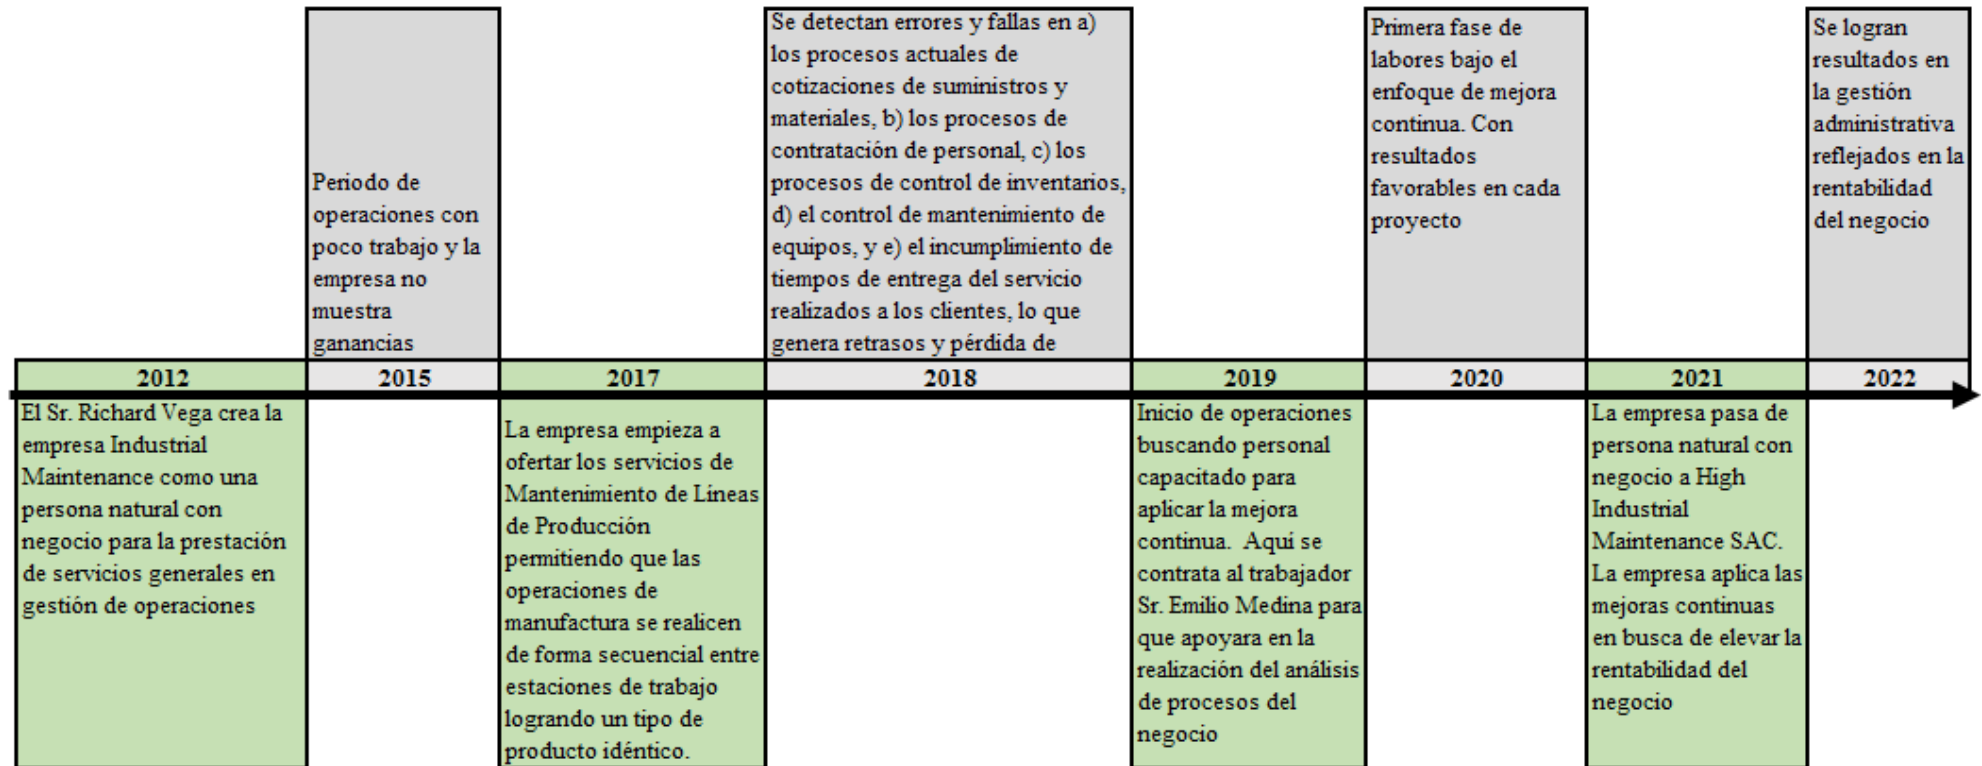 Periodo de
operaciones con
poco trabajo y la
empresa no
muestra
ganancias
Se detectan errores y fallas en a)
los procesos actuales de
cotizaciones de suministros y
materiales, b) los procesos de
contratación de personal, c) los
procesos de control de inventarios,
d) el control de mantenimiento de
equipos, y e) el incumplimiento de
tiempos de entrega del servicio
realizados a los clientes, lo que
genera retrasos y pérdida de
Primera fase de
labores bajo el
enfoque de mejora
continua. Con
resultados
favorables en cada
proyecto
Se logran
resultados en
la gestión
administrativa
reflejados en la
rentabilidad
del negocio
2012 2015 2017 2018 2019 2020 2021 2022
El Sr. Richard Vega crea la
empresa Industrial
Maintenance como una
persona natural con
negocio para la prestación
de servicios generales en
gestión de operaciones
La empresa empieza a
ofertar los servicios de
Mantenimiento de Líneas
de Producción
permitiendo que las
operaciones de
manufactura se realicen
de forma secuencial entre
estaciones de trabajo
logrando un tipo de
producto idéntico.
Inicio de operaciones
buscando personal
capacitado para
aplicar la mejora
continua. Aquí se
contrata al trabajador
Sr. Emilio Medina para
que apoyara en la
realización del análisis
de procesos del
negocio
La empresa pasa de
persona natural con
negocio a High
Industrial
Maintenance SAC.
La empresa aplica las
mejoras continuas
en busca de elevar la
rentabilidad del
negocio